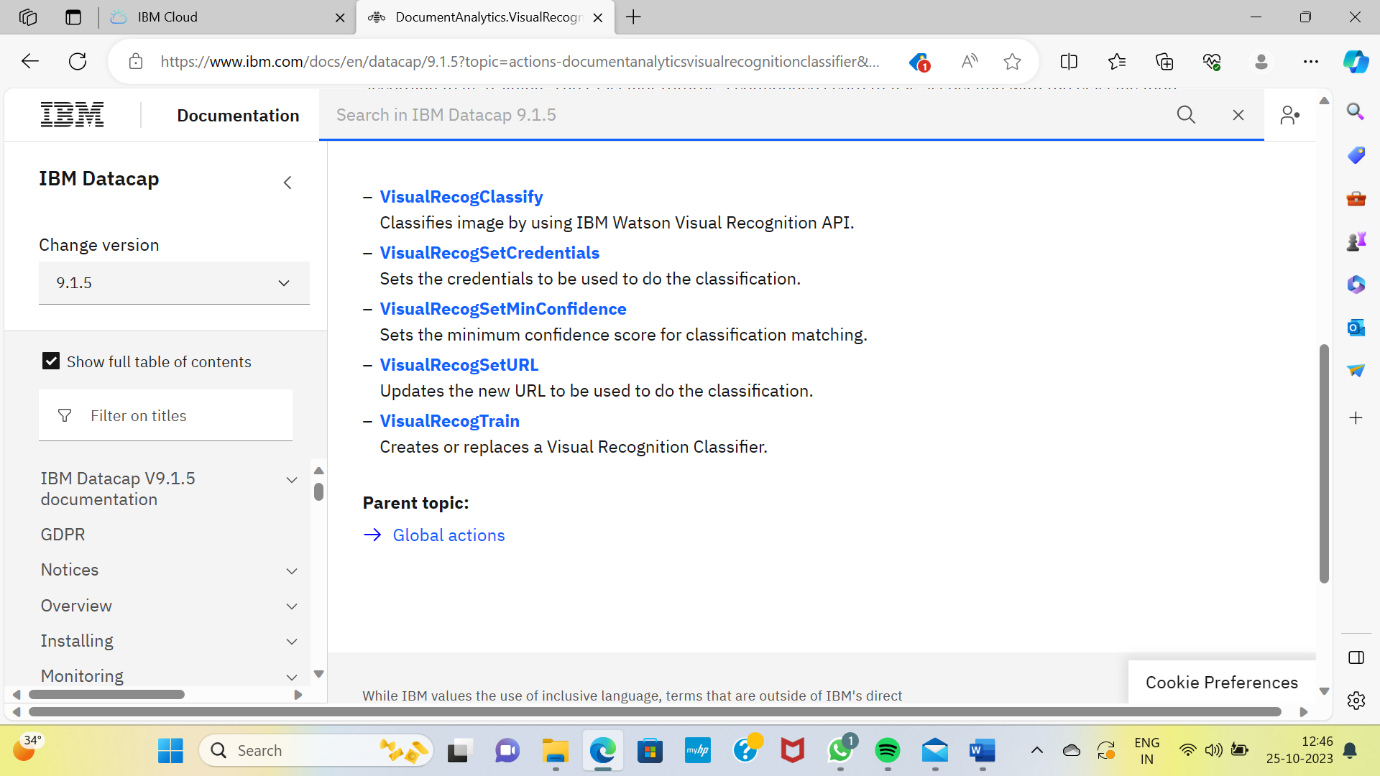 IBM Cloud
DocumentAnalytics.VisualRecogn
https://www.ibm.com/docs/en/datacap/9.1.5?topic=actions-documentanalyticsvisualrecognitionclassifier&...
1
IBM
Documentation
Search in IBM Datacap 9.1.5
IBM Datacap
Change version
9.1.5
Show full table of contents
Filter on titles
IBM Datacap V9.1.5
documentation
GDPR
Notices
Overview
Installing
Monitoring
– VisualRecogClassify
Classifies image by using IBM Watson Visual Recognition API.
– VisualRecogSetCredentials
Sets the credentials to be used to do the classification.
– VisualRecogSetMinConfidence
Sets the minimum confidence score for classification matching.
– VisualRecogSetURL
Updates the new URL to be used to do the classification.
– VisualRecogTrain
Creates or replaces a Visual Recognition Classifier.
Parent topic:
→ Global actions
While IBM values the use of inclusive language, terms that are outside of IBM's direct
Cookie Preferences
34°
Search
myhp
1
ENG
IN
12:46
25-10-2023